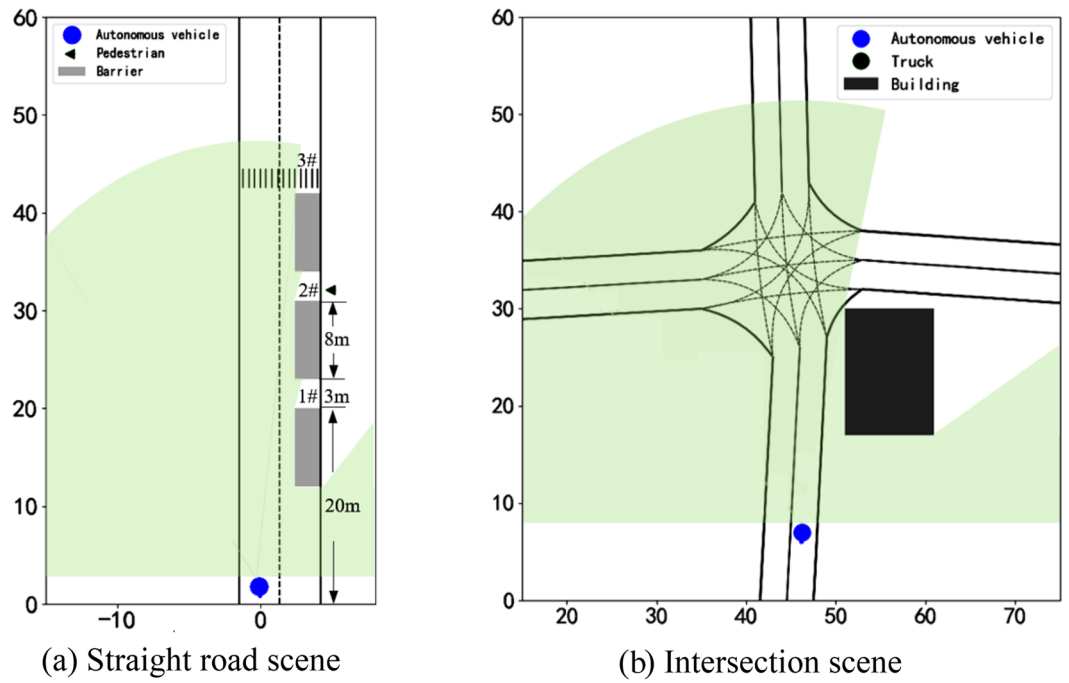 60
50
40
30
20
10
0
−10
0
Autonomous vehicle
Pedestrian
Barrier
3#
2#
8m
1#
3m
20m
(a) Straight road scene
60
50
40
30
20
10
0
20
30
40
50
60
70
Autonomous vehicle
Truck
Building
(b) Intersection scene